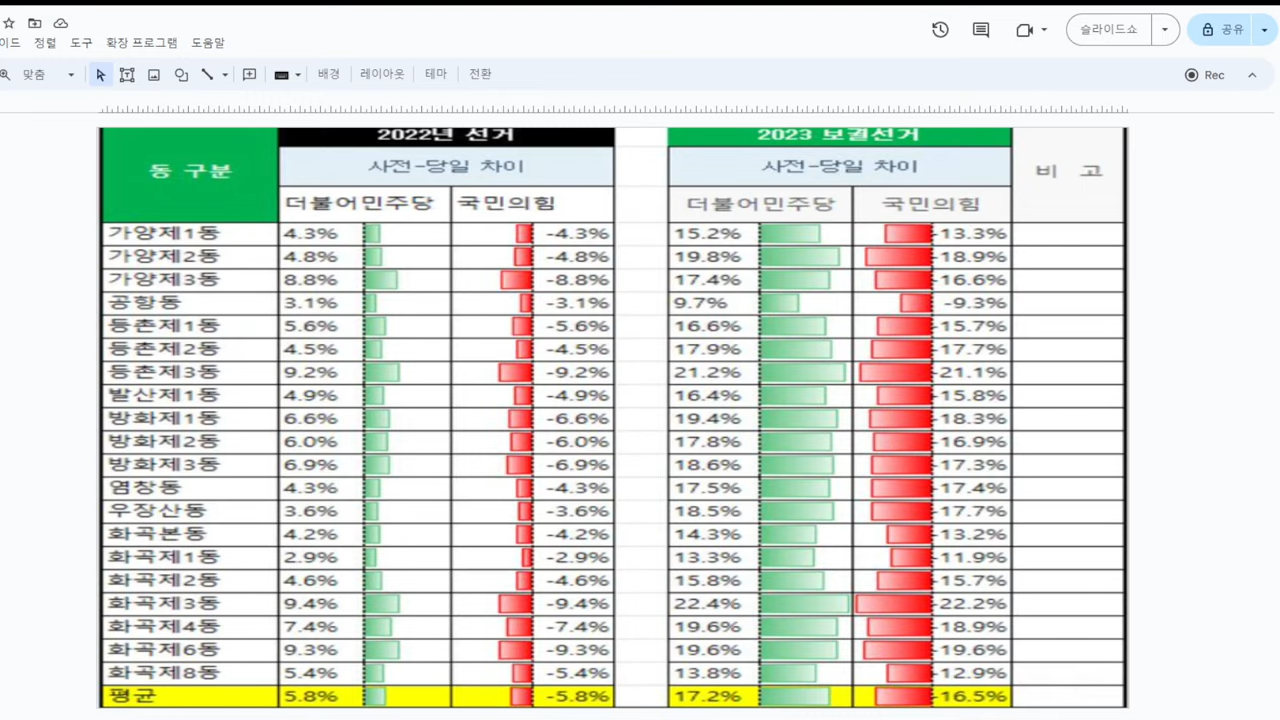 이드 정렬 도구 확장 프로그램 도움말
슬라이드쇼
공유
맞춤
배경 레이아웃 테마 전환
Rec
동 구분 2022년 선거 2023 보궐선거 비 고
사전-당일 차이 사전-당일 차이
더불어민주당 국민의힘 더불어민주당 국민의힘
가양제1동 4.3% -4.3% 15.2% -13.3%
가양제2동 4.8% -4.8% 19.8% -18.9%
가양제3동 8.8% -8.8% 17.4% -16.6%
공항동 3.1% -3.1% 9.7% -9.3%
등촌제1동 5.6% -5.6% 16.6% -15.7%
등촌제2동 4.5% -4.5% 17.9% -17.7%
등촌제3동 9.2% -9.2% 21.2% -21.1%
발산제1동 4.9% -4.9% 16.4% -15.8%
방화제1동 6.6% -6.6% 19.4% -18.3%
방화제2동 6.0% -6.0% 17.8% -16.9%
방화제3동 6.9% -6.9% 18.6% -17.3%
염창동 4.3% -4.3% 17.5% -17.4%
우장산동 3.6% -3.6% 18.5% -17.7%
화곡본동 4.2% -4.2% 14.3% -13.2%
화곡제1동 2.9% -2.9% 13.3% -11.9%
화곡제2동 4.6% -4.6% 15.8% -15.7%
화곡제3동 9.4% -9.4% 22.4% -22.2%
화곡제4동 7.4% -7.4% 19.6% -18.9%
화곡제6동 9.3% -9.3% 19.6% -19.6%
화곡제8동 5.4% -5.4% 13.8% -12.9%
평균 5.8% -5.8% 17.2% -16.5%